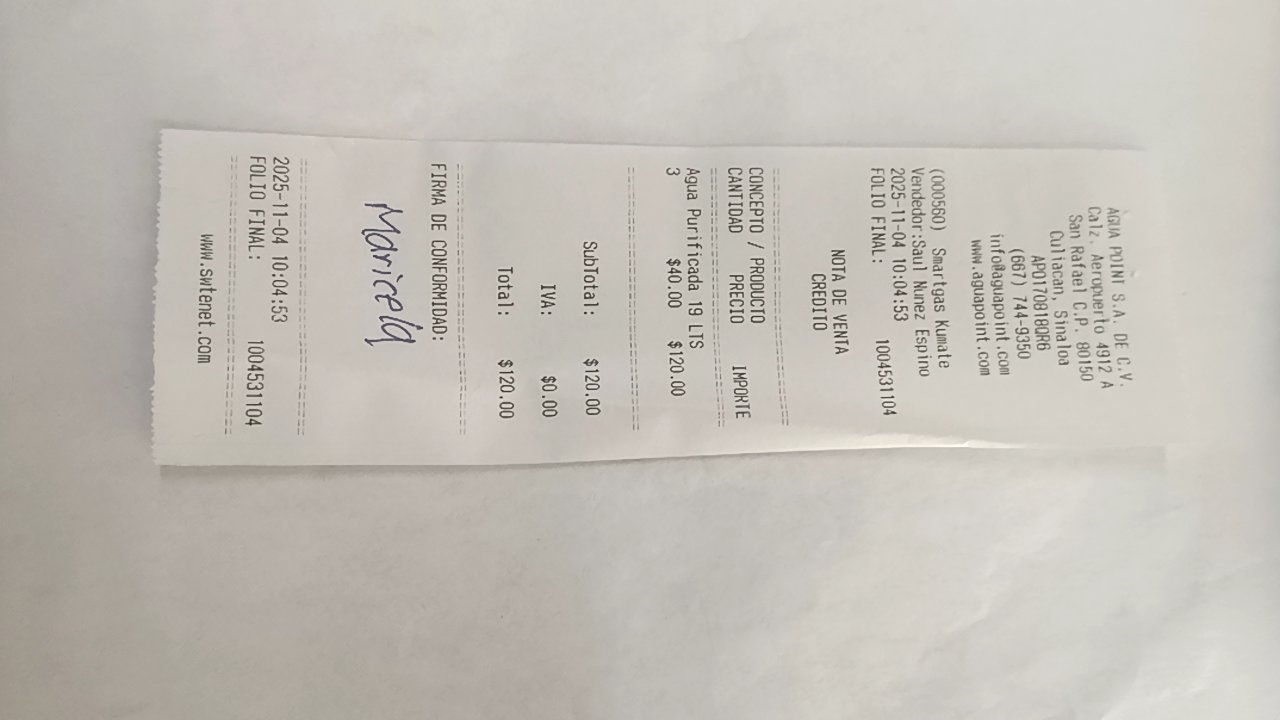 AGUA POINT S.A. DE C.V.
Calz. Aeropuerto 4912 A
San Rafael C.P. 80150
Culiacan, Sinaloa
APO170818QR6
(667) 744-9350
info@aguapoint.com
www.aguapoint.com
(000560) Smartgas Kumate
Vendedor:Saul Nunez Espino
2025-11-04 10:04:53
FOLIO FINAL: 1004531104
NOTA DE VENTA
CREDITO
CONCEPTO / PRODUCTO
CANTIDAD PRECIO IMPORTE
Agua Purificada 19 LTS
3 $40.00 $120.00
SubTotal: $120.00
IVA: $0.00
Total: $120.00
FIRMA DE CONFORMIDAD:
Maricela
2025-11-04 10:04:53
FOLIO FINAL: 1004531104
www.swtenet.com